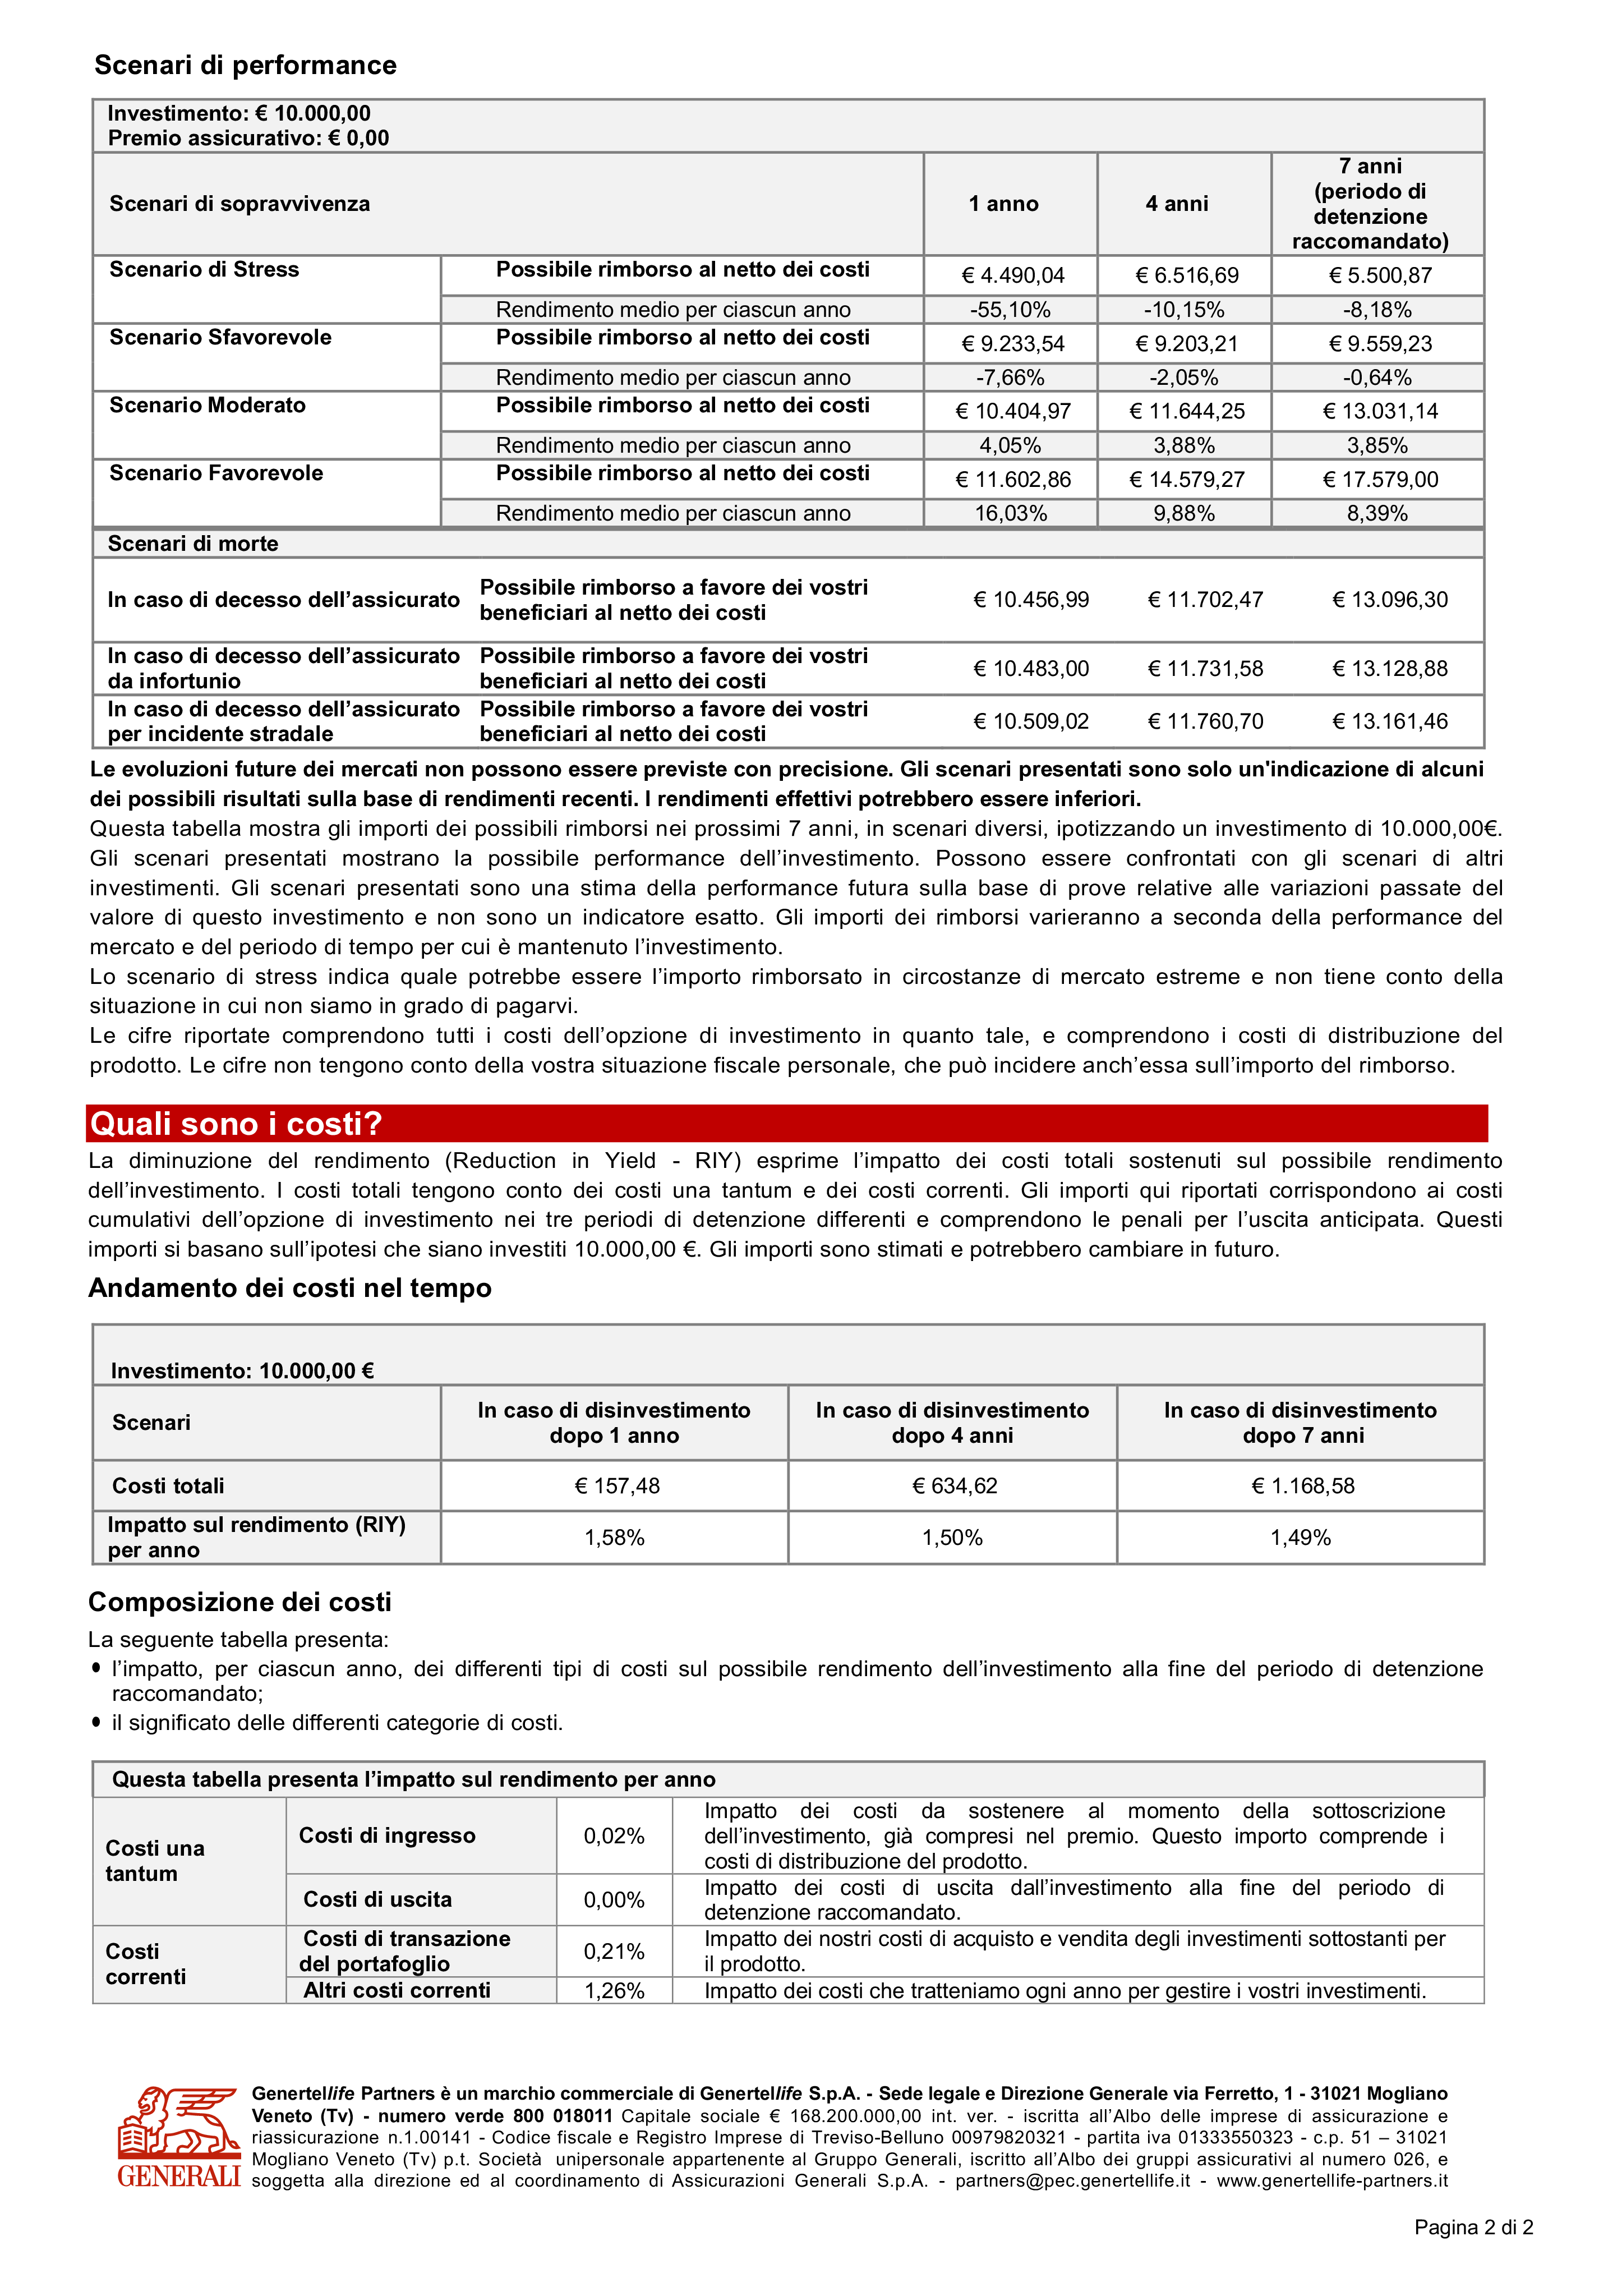 Scenari di performance
Investimento: € 10.000,00
Premio assicurativo: € 0,00
Scenari di sopravvivenza
1 anno
4 anni
7 anni
(periodo di
detenzione
raccomandato)
Scenario di Stress
Possibile rimborso al netto dei costi
€ 4.490,04
€ 6.516,69
€ 5.500,87
Rendimento medio per ciascun anno
-55,10%
-10,15%
-8,18%
Scenario Sfavorevole
Possibile rimborso al netto dei costi
€ 9.233,54
€ 9.203,21
€ 9.559,23
Rendimento medio per ciascun anno
-7,66%
-2,05%
-0,64%
Scenario Moderato
Possibile rimborso al netto dei costi
€ 10.404,97
€ 11.644,25
€ 13.031,14
Rendimento medio per ciascun anno
4,05%
3,88%
3,85%
Scenario Favorevole
Possibile rimborso al netto dei costi
€ 11.602,86
€ 14.579,27
€ 17.579,00
Rendimento medio per ciascun anno
16,03%
9,88%
8,39%
Scenari di morte
In caso di decesso dell’assicurato
Possibile rimborso a favore dei vostri
beneficiari al netto dei costi
€ 10.456,99
€ 11.702,47
€ 13.096,30
In caso di decesso dell’assicurato
da infortunio
Possibile rimborso a favore dei vostri
beneficiari al netto dei costi
€ 10.483,00
€ 11.731,58
€ 13.128,88
In caso di decesso dell’assicurato
per incidente stradale
Possibile rimborso a favore dei vostri
beneficiari al netto dei costi
€ 10.509,02
€ 11.760,70
€ 13.161,46
Le evoluzioni future dei mercati non possono essere previste con precisione. Gli scenari presentati sono solo un'indicazione di alcuni
dei possibili risultati sulla base di rendimenti recenti. I rendimenti effettivi potrebbero essere inferiori.
Questa tabella mostra gli importi dei possibili rimborsi nei prossimi 7 anni, in scenari diversi, ipotizzando un investimento di 10.000,00€.
Gli scenari presentati mostrano la possibile performance dell’investimento. Possono essere confrontati con gli scenari di altri
investimenti. Gli scenari presentati sono una stima della performance futura sulla base di prove relative alle variazioni passate del
valore di questo investimento e non sono un indicatore esatto. Gli importi dei rimborsi varieranno a seconda della performance del
mercato e del periodo di tempo per cui è mantenuto l’investimento.
Lo scenario di stress indica quale potrebbe essere l’importo rimborsato in circostanze di mercato estreme e non tiene conto della
situazione in cui non siamo in grado di pagarvi.
Le cifre riportate comprendono tutti i costi dell’opzione di investimento in quanto tale, e comprendono i costi di distribuzione del
prodotto. Le cifre non tengono conto della vostra situazione fiscale personale, che può incidere anch’essa sull’importo del rimborso.
Quali sono i costi?
La diminuzione del rendimento (Reduction in Yield - RIY) esprime l’impatto dei costi totali sostenuti sul possibile rendimento
dell’investimento. I costi totali tengono conto dei costi una tantum e dei costi correnti. Gli importi qui riportati corrispondono ai costi
cumulativi dell’opzione di investimento nei tre periodi di detenzione differenti e comprendono le penali per l’uscita anticipata. Questi
importi si basano sull’ipotesi che siano investiti 10.000,00 €. Gli importi sono stimati e potrebbero cambiare in futuro.
Andamento dei costi nel tempo
Investimento: 10.000,00 €
Scenari
In caso di disinvestimento
dopo 1 anno
In caso di disinvestimento
dopo 4 anni
In caso di disinvestimento
dopo 7 anni
Costi totali
€ 157,48
€ 634,62
€ 1.168,58
Impatto sul rendimento (RIY)
per anno
1,58%
1,50%
1,49%
Composizione dei costi
La seguente tabella presenta:
• l’impatto, per ciascun anno, dei differenti tipi di costi sul possibile rendimento dell’investimento alla fine del periodo di detenzione
raccomandato;
• il significato delle differenti categorie di costi.
Questa tabella presenta l’impatto sul rendimento per anno
Costi una
tantum
Costi di ingresso
0,02%
Impatto dei costi da sostenere al momento della sottoscrizione
dell’investimento, già compresi nel premio. Questo importo comprende i
costi di distribuzione del prodotto.
Costi di uscita
0,00%
Impatto dei costi di uscita dall’investimento alla fine del periodo di
detenzione raccomandato.
Costi
correnti
Costi di transazione
del portafoglio
0,21%
Impatto dei nostri costi di acquisto e vendita degli investimenti sottostanti per
il prodotto.
Altri costi correnti
1,26%
Impatto dei costi che tratteniamo ogni anno per gestire i vostri investimenti.
GENERALI
Genertellife Partners è un marchio commerciale di Genertellife S.p.A. - Sede legale e Direzione Generale via Ferretto, 1 - 31021 Mogliano
Veneto (Tv) - numero verde 800 018011 Capitale sociale € 168.200.000,00 int. ver. - iscritta all’Albo delle imprese di assicurazione e
riassicurazione n.1.00141 - Codice fiscale e Registro Imprese di Treviso-Belluno 00979820321 - partita iva 01333550323 - c.p. 51 – 31021
Mogliano Veneto (Tv) p.t. Società unipersonale appartenente al Gruppo Generali, iscritto all’Albo dei gruppi assicurativi al numero 026, e
soggetta alla direzione ed al coordinamento di Assicurazioni Generali S.p.A. - partners@pec.genertellife.it - www.genertellife-partners.it
Pagina 2 di 2